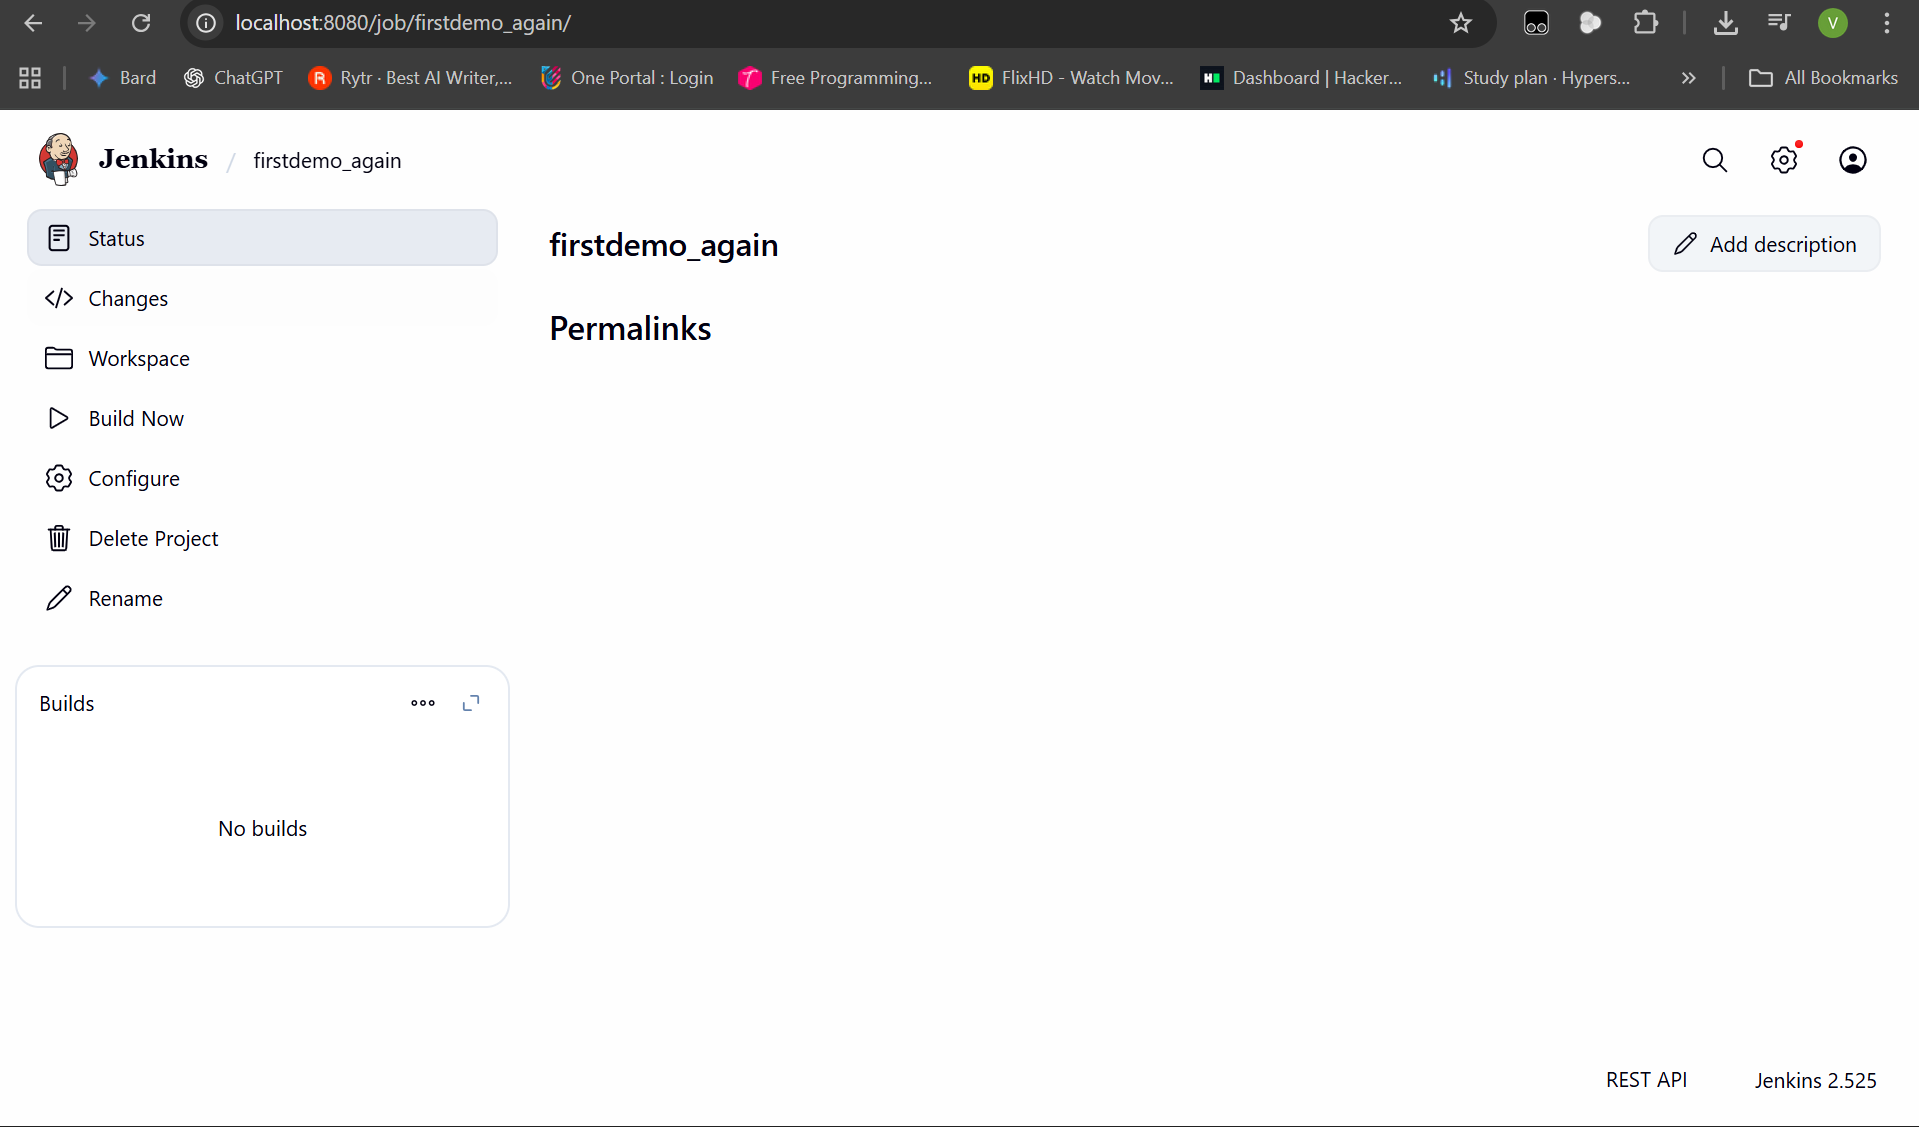 localhost:8080/job/firstdemo_again/
V
Bard
ChatGPT
R
Rytr · Best AI Writer,...
One Portal : Login
Free Programming...
HD
FlixHD - Watch Mov...
H
Dashboard | Hacker...
Study plan · Hypers...
»
All Bookmarks
Jenkins / firstdemo_again
Status
Changes
Workspace
Build Now
Configure
Delete Project
Rename
Builds
No builds
firstdemo_again
Add description
Permalinks
REST API
Jenkins 2.525